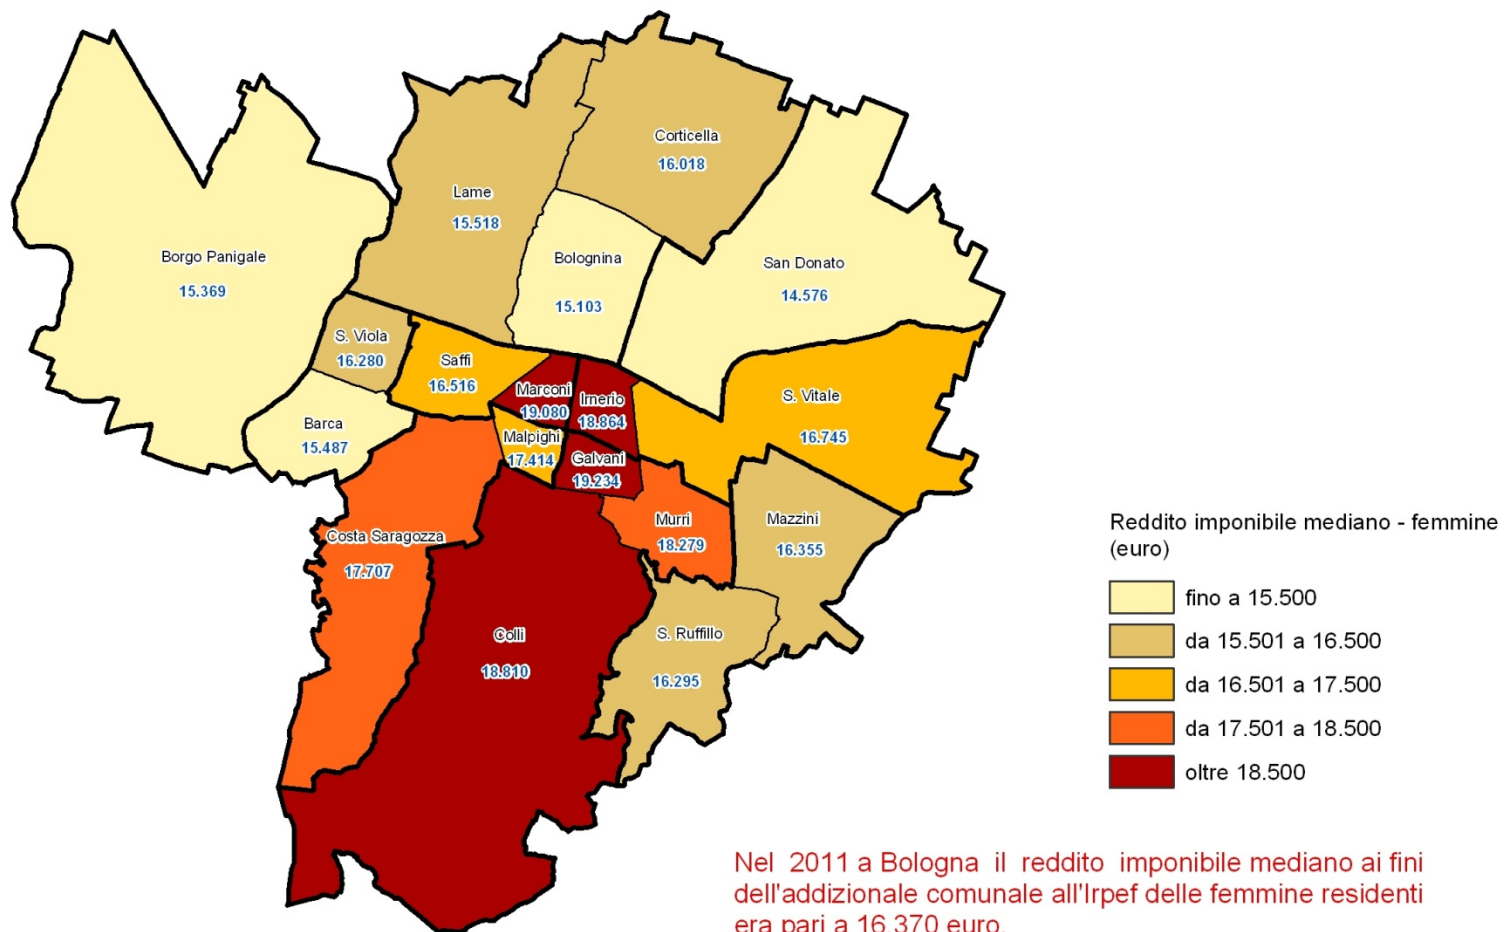 Corticella
16.018
Lame
15.518
Borgo Panigale
15.369
Bolognina
15.103
San Donato
14.576
S. Viola
16.280
Saffi
16.516
Marconi
19.080
Irnerio
18.864
S. Vitale
16.745
Barca
15.487
Malpighi
17.414
Galvani
19.234
Costa Saragozza
17.707
Murri
18.279
Mazzini
16.355
Colli
18.810
S. Ruffillo
16.295
Reddito imponibile mediano - femmine
(euro)
fino a 15.500
da 15.501 a 16.500
da 16.501 a 17.500
da 17.501 a 18.500
oltre 18.500
Nel 2011 a Bologna il reddito imponibile mediano ai fini
dell'addizionale comunale all'Irpef delle femmine residenti
era pari a 16.370 euro.